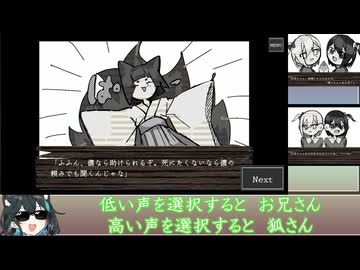 MENU
「ふふん、儂なら助けられるぞ。死にたくないなら儂の
頼みでも聞くんじゃな」
Next
低い声を選択すると お兄さん
高い声を選択すると 狐さん